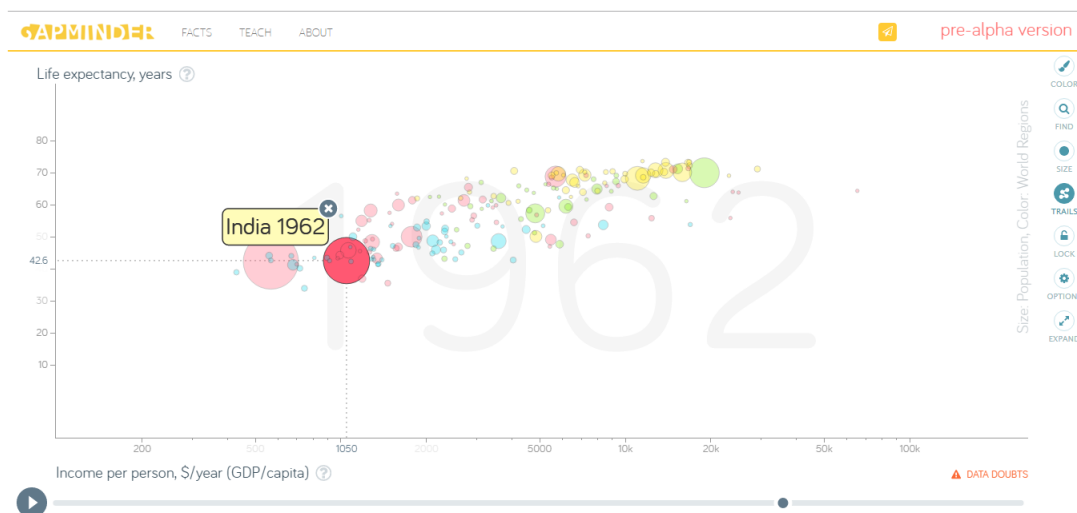 GAPMINDER FACTS TEACH ABOUT pre-alpha version
Life expectancy, years ?
COLOR
FIND
SIZE
TRAILS
LOCK
OPTION
EXPAND
Size: Population, Color: World Regions
1962
India 1962
80
70
60
50
42.6
30
20
10
200 500 1050 2000 5000 10k 20k 50k 100k
Income per person, $/year (GDP/capita) ?
DATA DOUBTS